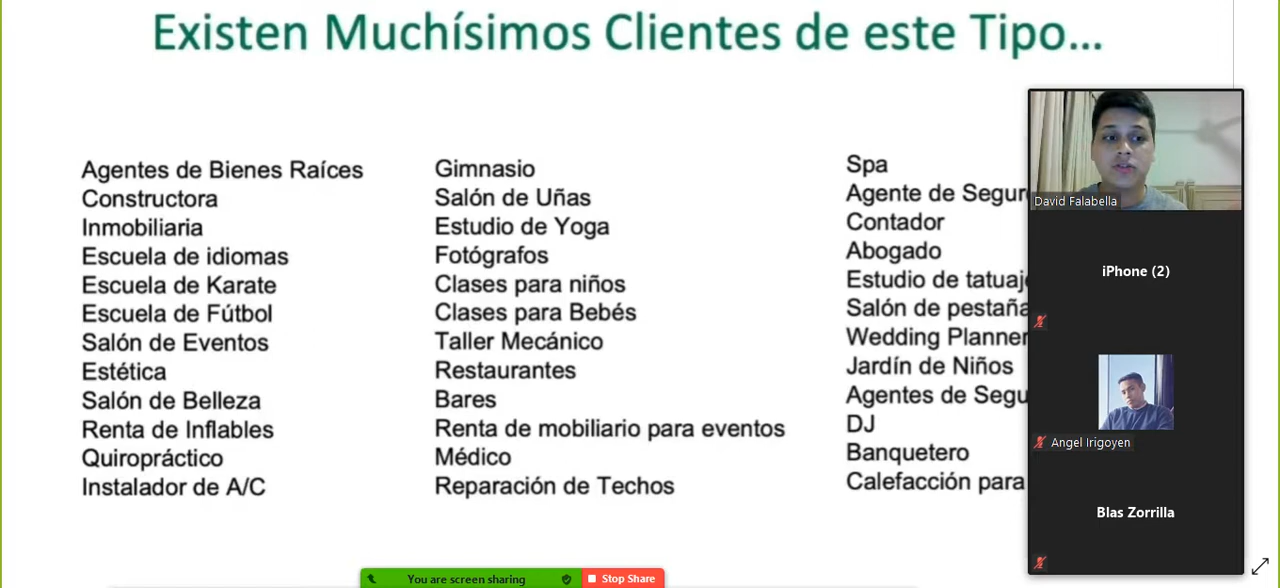 Existen Muchísimos Clientes de este Tipo...
Agentes de Bienes Raíces
Constructora
Inmobiliaria
Escuela de idiomas
Escuela de Karate
Escuela de Fútbol
Salón de Eventos
Estética
Salón de Belleza
Renta de Inflables
Quiropráctico
Instalador de A/C
Gimnasio
Salón de Uñas
Estudio de Yoga
Fotógrafos
Clases para niños
Clases para Bebés
Taller Mecánico
Restaurantes
Bares
Renta de mobiliario para eventos
Médico
Reparación de Techos
Spa
Agente de
Contador
Abogado
Estudio de
Salón de
Wedding Planner
Jardín de Niños
Agentes de
DJ
Banquetero
Calefacción para
David Falabella
iPhone (2)
Angel Irigoyen
Blas Zorrilla
You are screen sharing
Stop Share